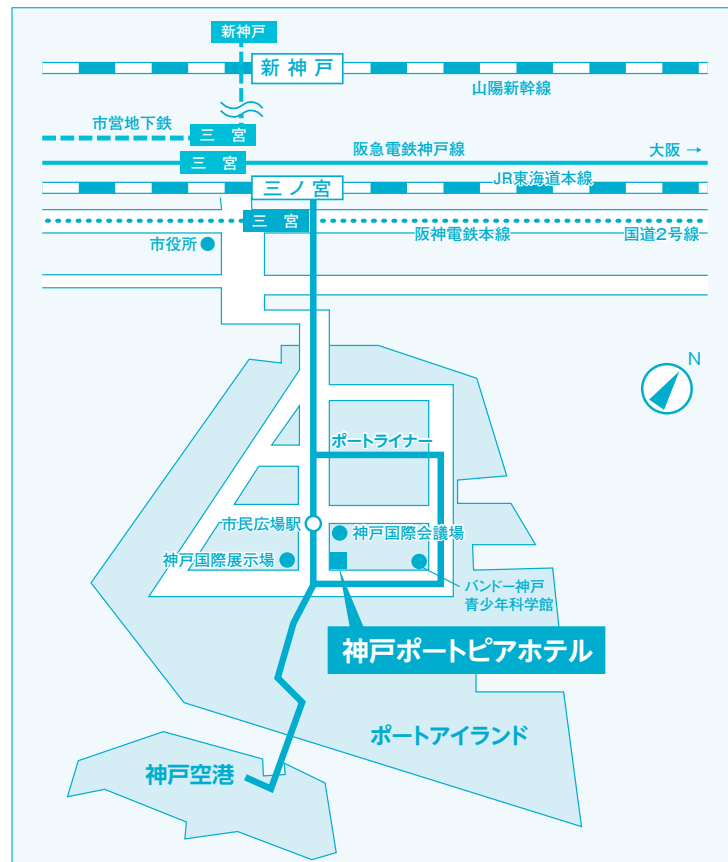 新神戸
新神戸
山陽新幹線
市営地下鉄
三 宮
阪急電鉄神戸線
大阪 →
三 宮
JR東海道本線
三ノ宮
三 宮
阪神電鉄本線
国道2号線
市役所
N
ポートライナー
市民広場駅
神戸国際会議場
神戸国際展示場
バンドー神戸
青少年科学館
神戸ポートピアホテル
ポートアイランド
神戸空港